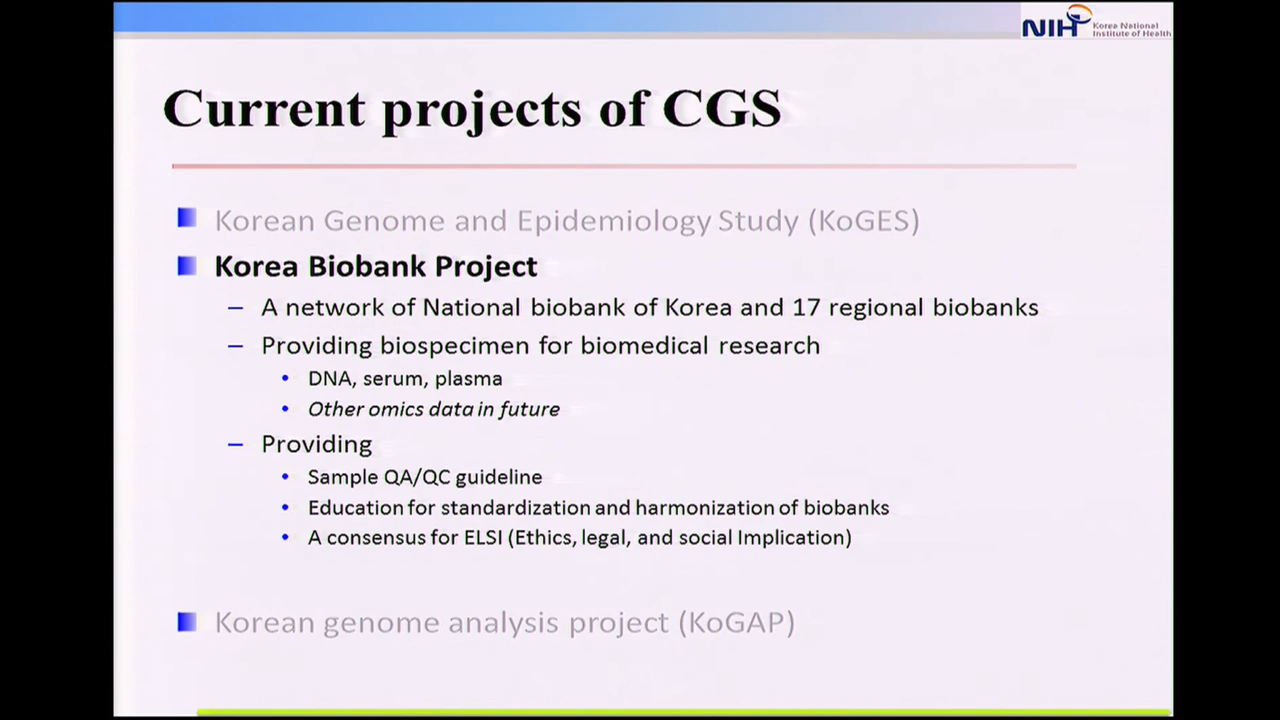 NIH Korea National
Institute of Health
Current projects of CGS
Korean Genome and Epidemiology Study (KoGES)
Korea Biobank Project
– A network of National biobank of Korea and 17 regional biobanks
– Providing biospecimen for biomedical research
• DNA, serum, plasma
• Other omics data in future
– Providing
• Sample QA/QC guideline
• Education for standardization and harmonization of biobanks
• A consensus for ELSI (Ethics, legal, and social Implication)
Korean genome analysis project (KoGAP)